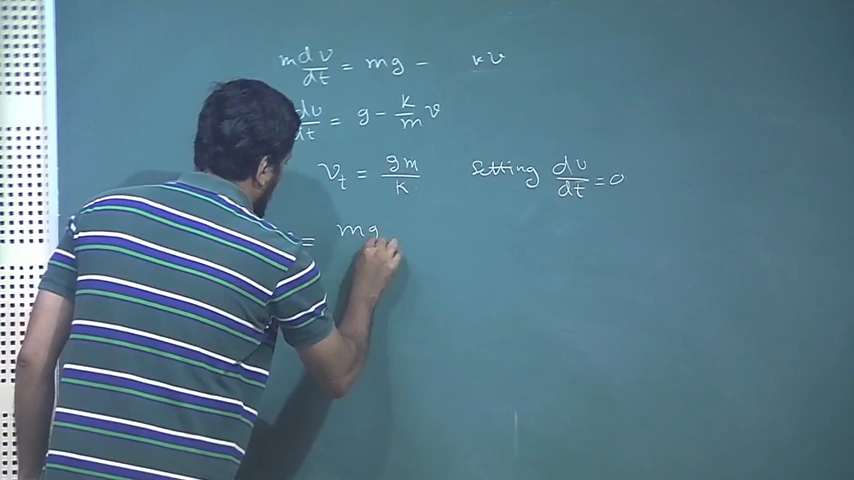 m dv/dt = mg - kv
dv/dt = g - k/m v
v_t = gm/k setting dv/dt = 0
= mg